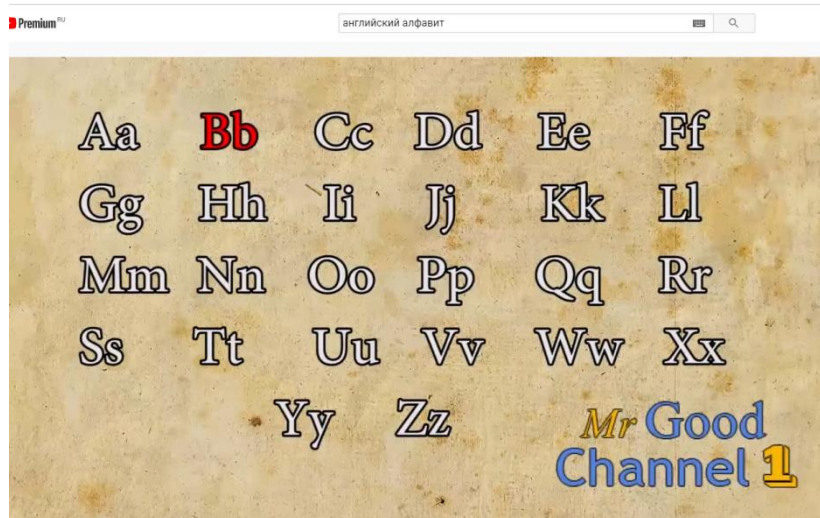 Premium RU
английский алфавит
Aa Bb Cc Dd Ee Ff
Gg Hh Ii Jj Kk Ll
Mm Nn Oo Pp Qq Rr
Ss Tt Uu Vv Ww Xx
Yy Zz
Mr Good
Channel 1